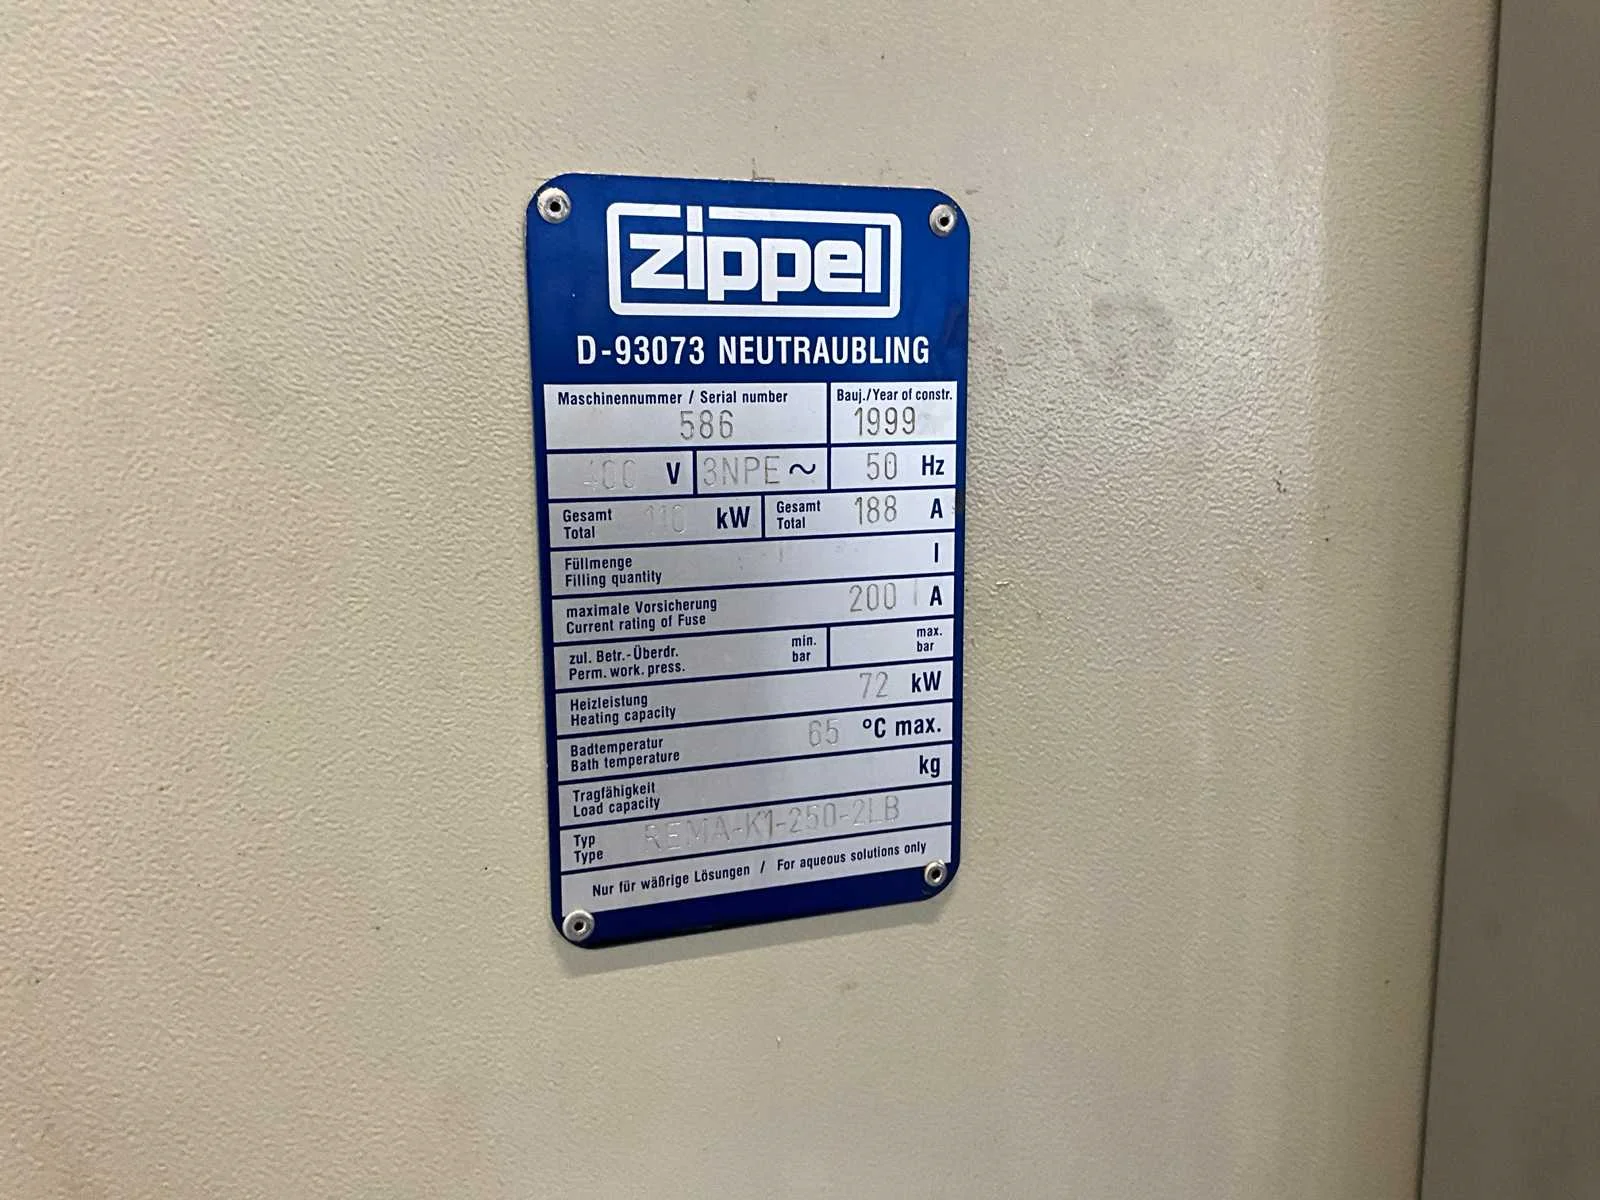 zippel
D-93073 NEUTRAUBLING
Maschinennummer / Serial number
586
Bauj./Year of constr.
1999
400 V
3NPE ~
50 Hz
Gesamt
Total
110 kW
Gesamt
Total
188 A
Füllmenge
Filling quantity
l
maximale Vorsicherung
Current rating of Fuse
200 A
zul. Betr.-Überdr.
Perm. work. press.
min.
bar
max.
bar
Heizleistung
Heating capacity
72 kW
Badtemperatur
Bath temperature
65 °C max.
Tragfähigkeit
Load capacity
kg
Typ
Type
REMA-K1-250-2LB
Nur für wäßrige Lösungen / For aqueous solutions only